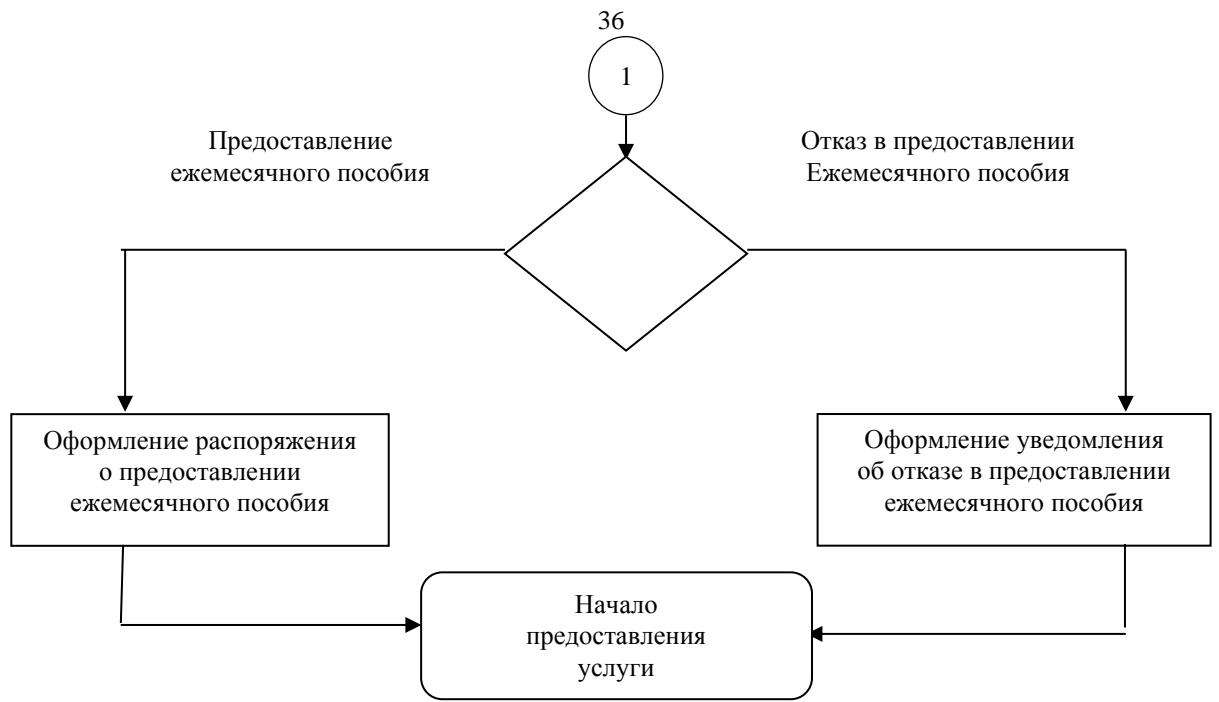 36
1
Предоставление
ежемесячного пособия
Отказ в предоставлении
Ежемесячного пособия
Оформление распоряжения
о предоставлении
ежемесячного пособия
Оформление уведомления
об отказе в предоставлении
ежемесячного пособия
Начало
предоставления
услуги